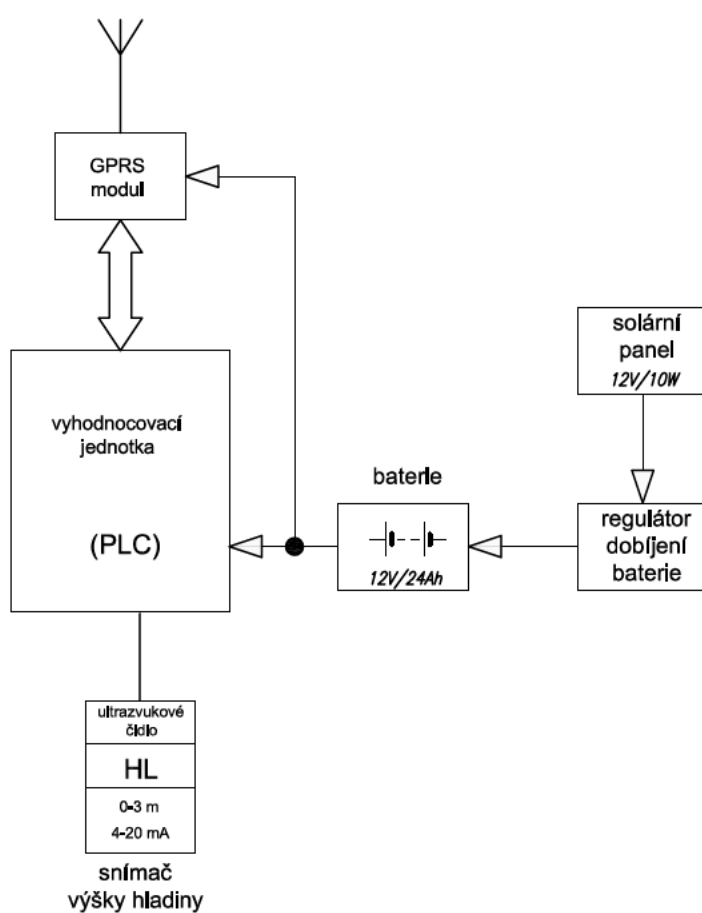 GPRS
modul
solární
panel
12V/10W
vyhodnocovací
jednotka
(PLC)
baterie
12V/24Ah
regulátor
dobíjení
baterie
ultrazvukové
čidlo
HL
0-3 m
4-20 mA
snímač
výšky hladiny